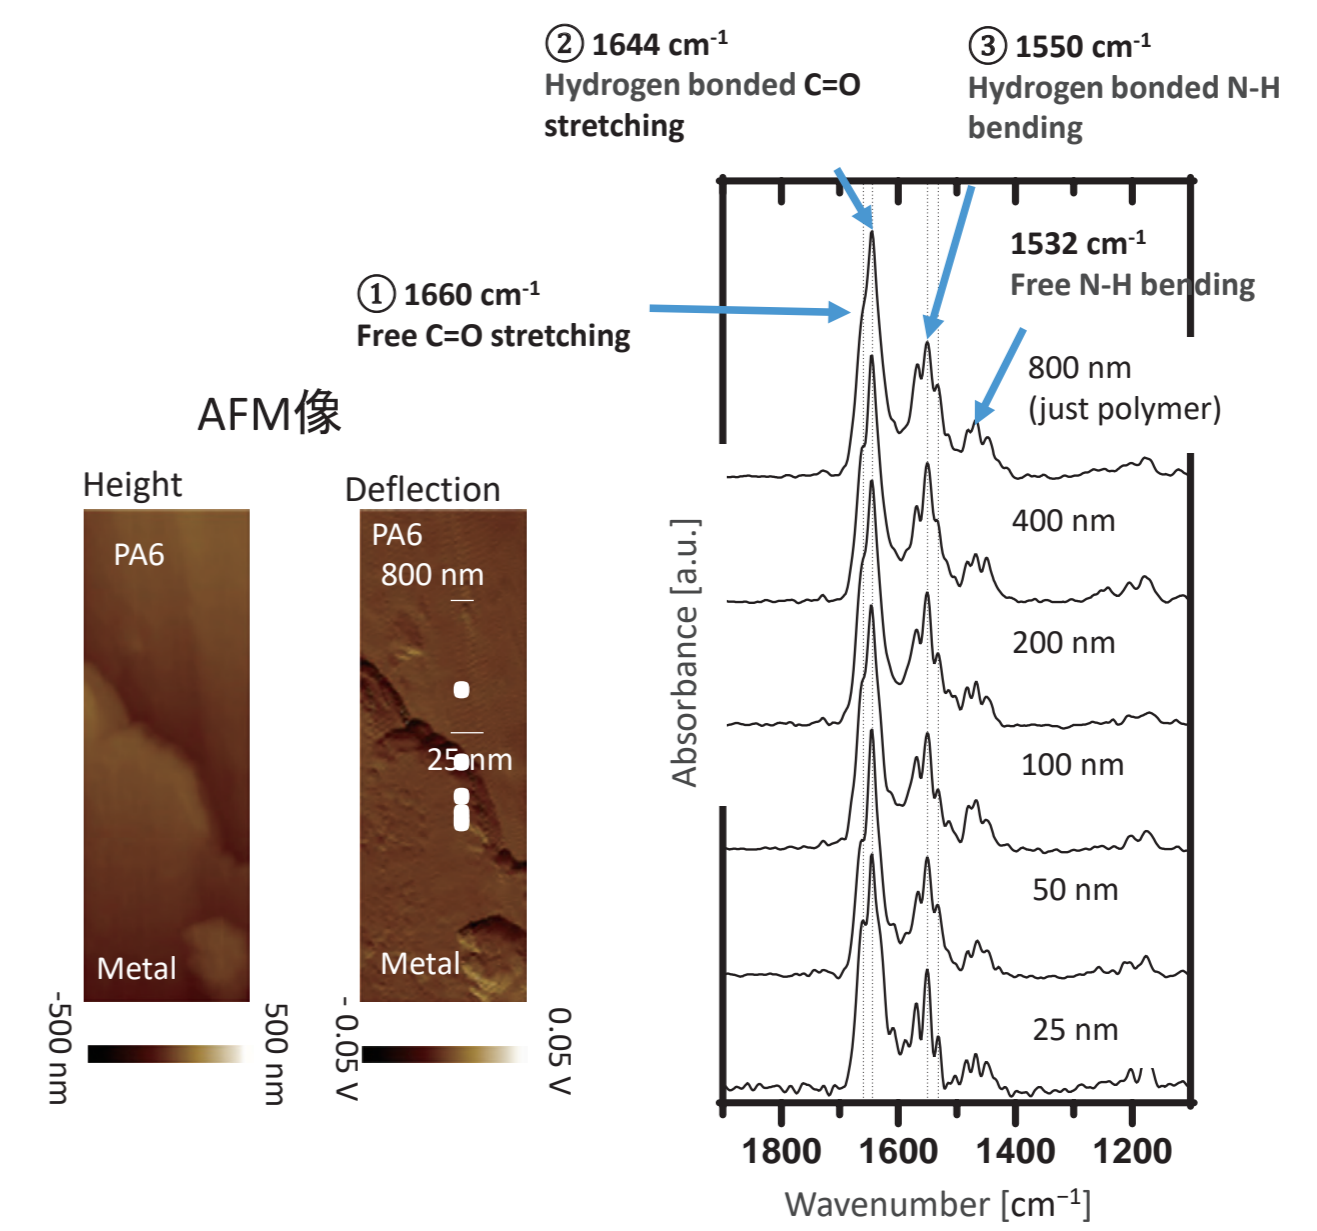 ② 1644 cm-1
Hydrogen bonded C=O
stretching
③ 1550 cm-1
Hydrogen bonded N-H
bending
1532 cm-1
Free N-H bending
① 1660 cm-1
Free C=O stretching
800 nm
(just polymer)
400 nm
200 nm
100 nm
50 nm
25 nm
Absorbance [a.u.]
1800 1600 1400 1200
Wavenumber [cm−1]
AFM像
Height
PA6
Metal
-500 nm
500 nm
Deflection
PA6
800 nm
25 nm
Metal
- 0.05 V
0.05 V